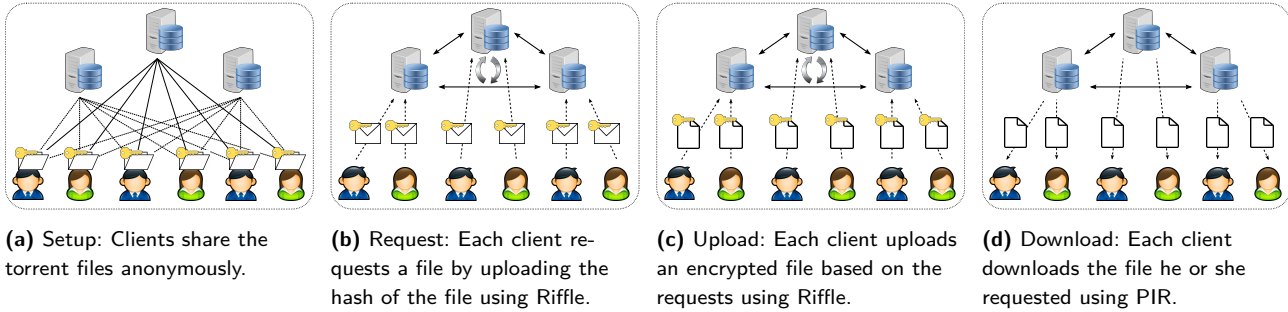 (a) Setup: Clients share the
torrent files anonymously.
(b) Request: Each client re-
quests a file by uploading the
hash of the file using Riffle.
(c) Upload: Each client uploads
an encrypted file based on the
requests using Riffle.
(d) Download: Each client
downloads the file he or she
requested using PIR.